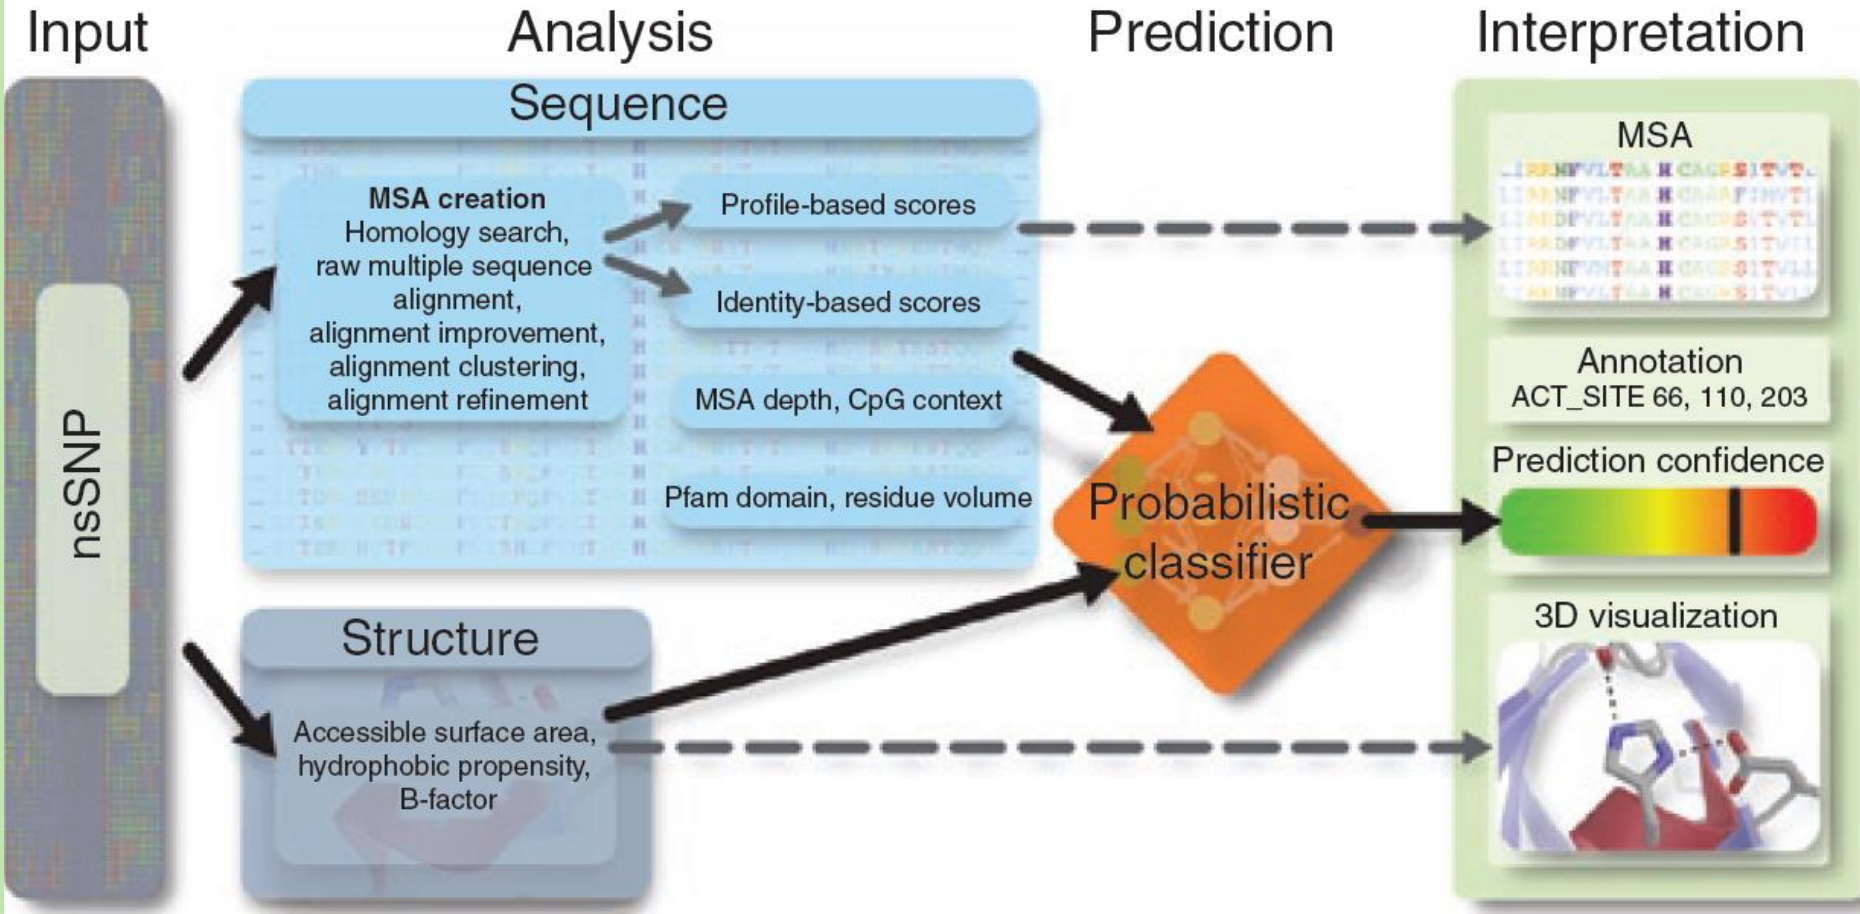 Input
Analysis
Prediction
Interpretation
nsSNP
Sequence
MSA creation
Homology search,
raw multiple sequence
alignment,
alignment improvement,
alignment clustering,
alignment refinement
Profile-based scores
Identity-based scores
MSA depth, CpG context
Pfam domain, residue volume
Structure
Accessible surface area,
hydrophobic propensity,
B-factor
Probabilistic
classifier
MSA
Annotation
ACT_SITE 66, 110, 203
Prediction confidence
3D visualization